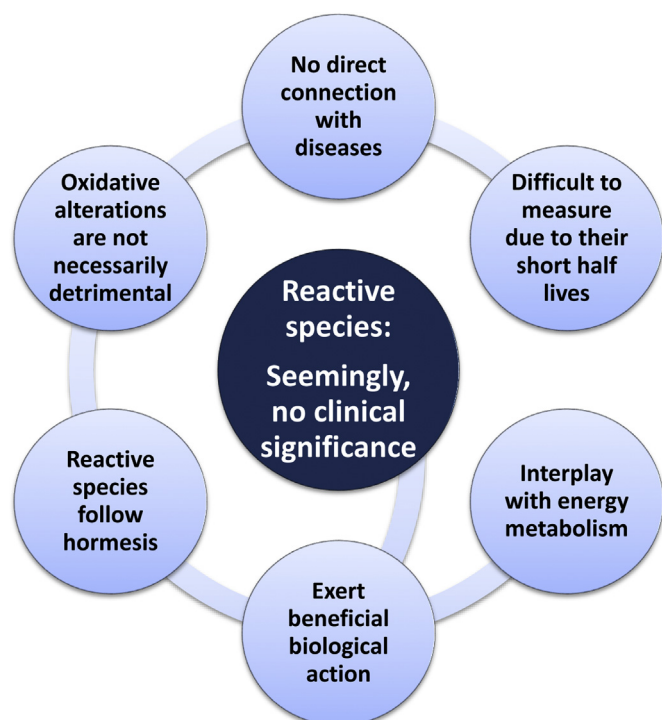 No direct
connection
with
diseases
Difficult to
measure
due to their
short half
lives
Interplay
with energy
metabolism
Exert
beneficial
biological
action
Reactive
species
follow
hormesis
Oxidative
alterations
are not
necessarily
detrimental
Reactive
species:
Seemingly,
no clinical
significance